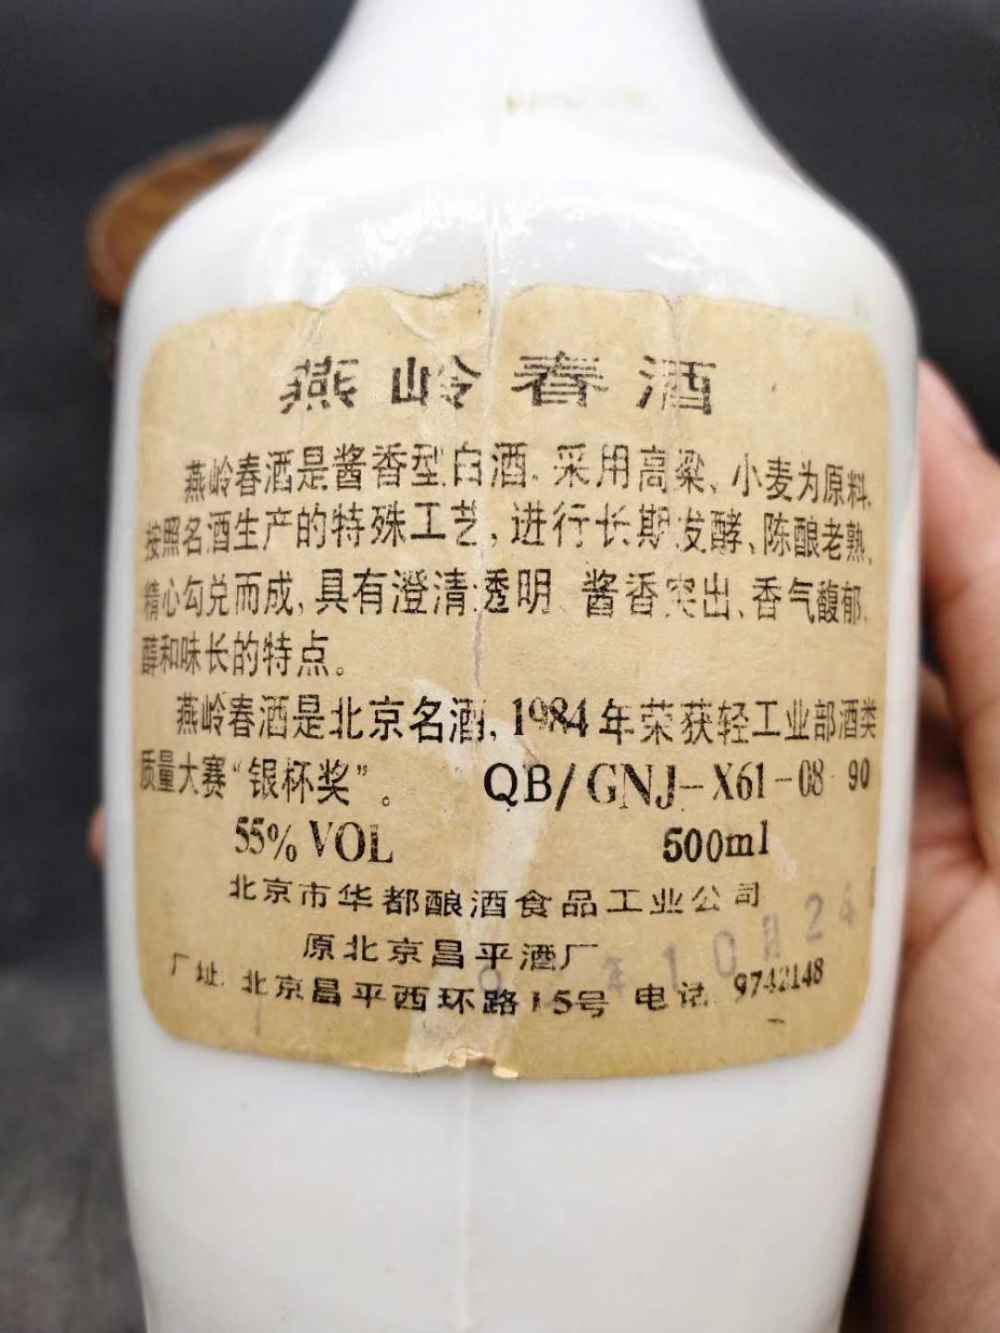 燕岭春酒
燕岭春酒是酱香型白酒.采用高粱、小麦为原料,
按照名酒生产的特殊工艺,进行长期发酵、陈酿老熟,
精心勾兑而成,具有澄清透明、酱香突出、香气馥郁、
醇和味长的特点。
燕岭春酒是北京名酒,1984年荣获轻工业部酒类
质量大赛“银杯奖”。 QB/GNJ-X61-08 90
55% VOL 500ml
北京市华都酿酒食品工业公司
原北京昌平酒厂
厂址.北京昌平西环路15号 电话.9742148
年10月24